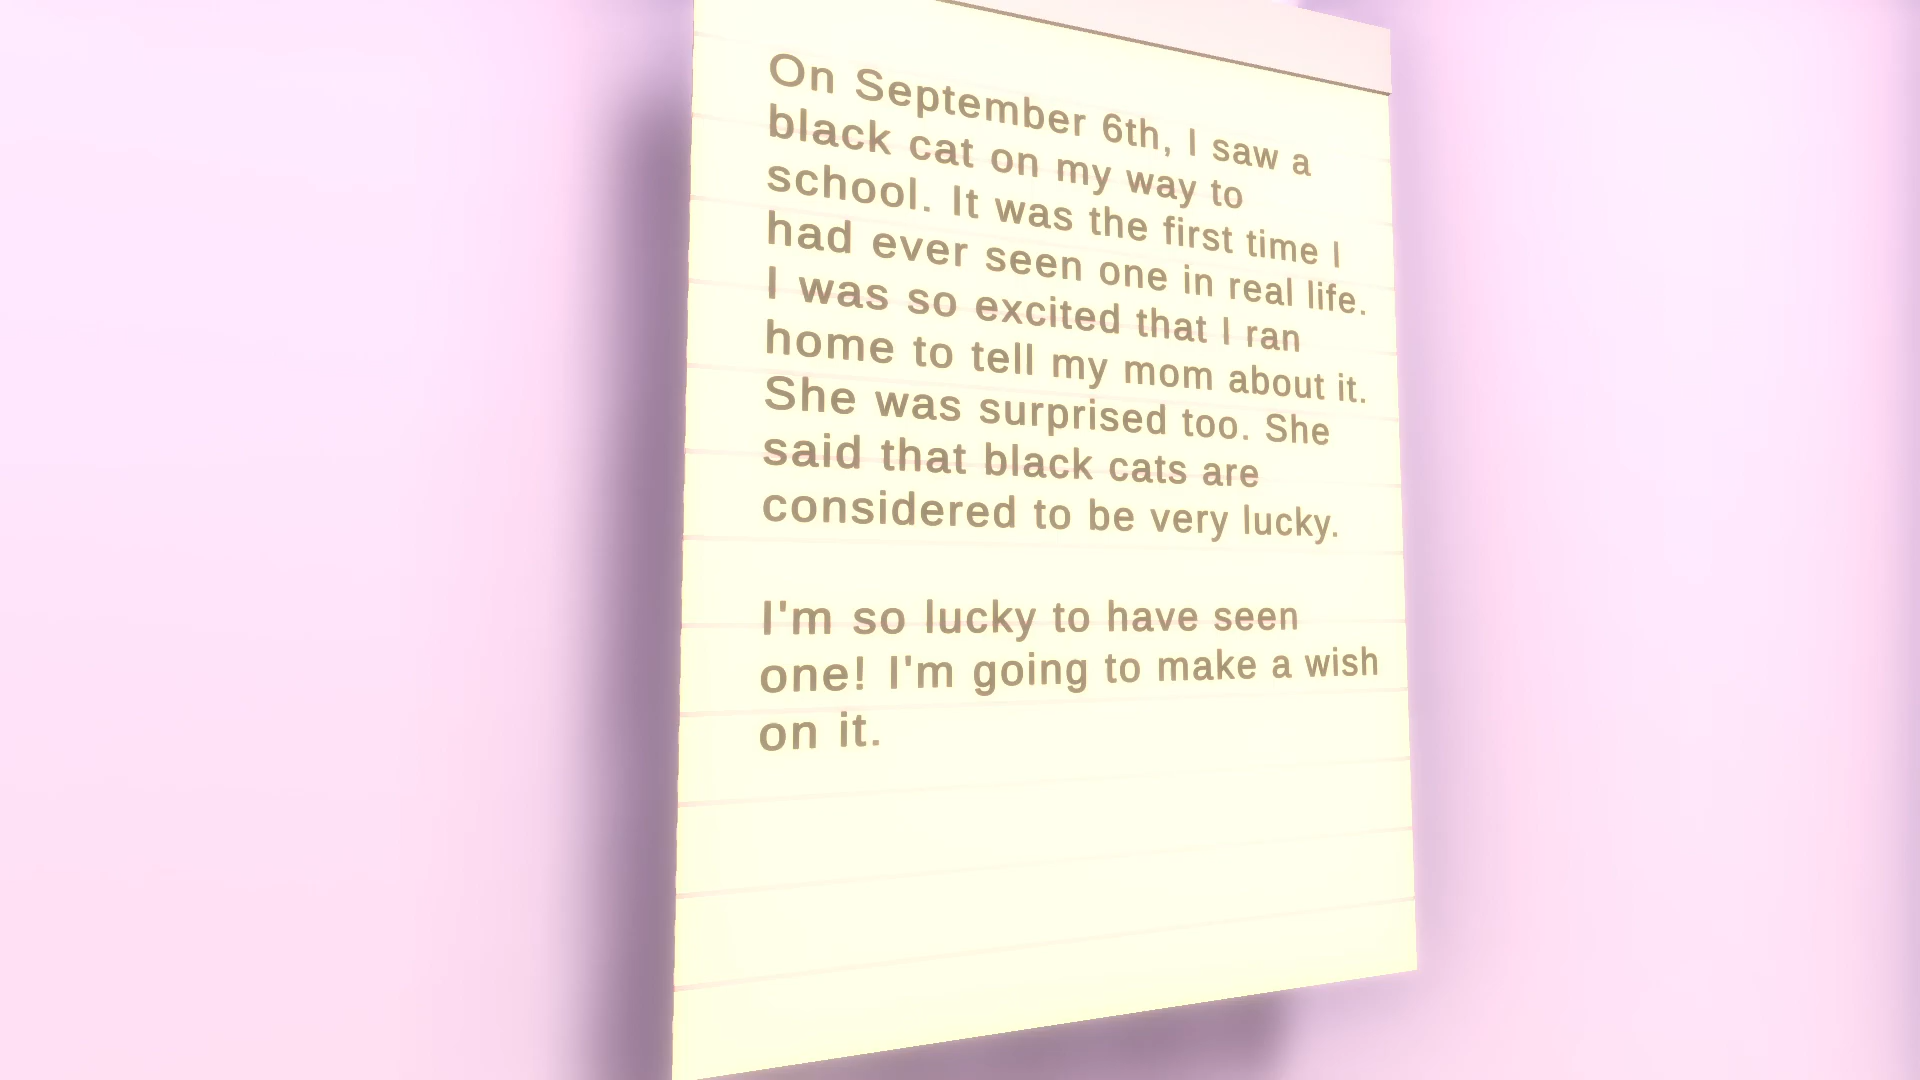 On September 6th, I saw a
black cat on my way to
school. It was the first time I
had ever seen one in real life.
I was so excited that I ran
home to tell my mom about it.
She was surprised too. She
said that black cats are
considered to be very lucky.
I'm so lucky to have seen
one! I'm going to make a wish
on it.